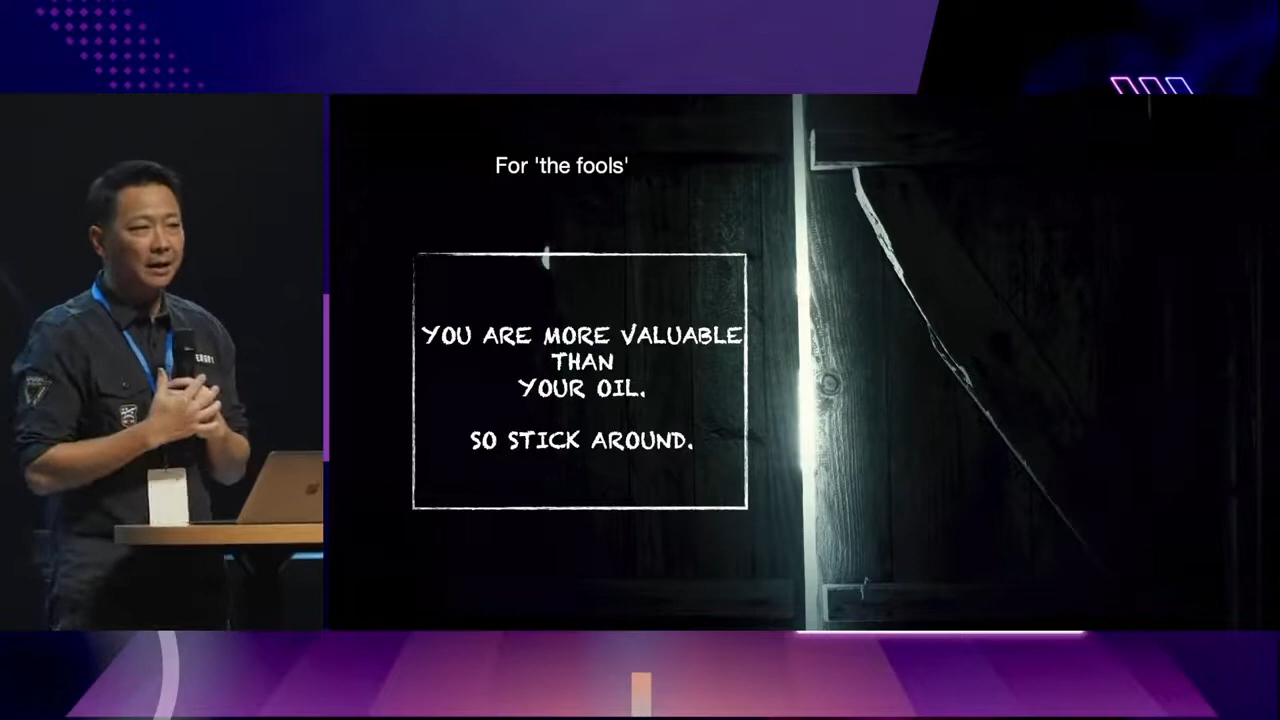 For 'the fools'
YOU ARE MORE VALUABLE
THAN
YOUR OIL.
SO STICK AROUND.